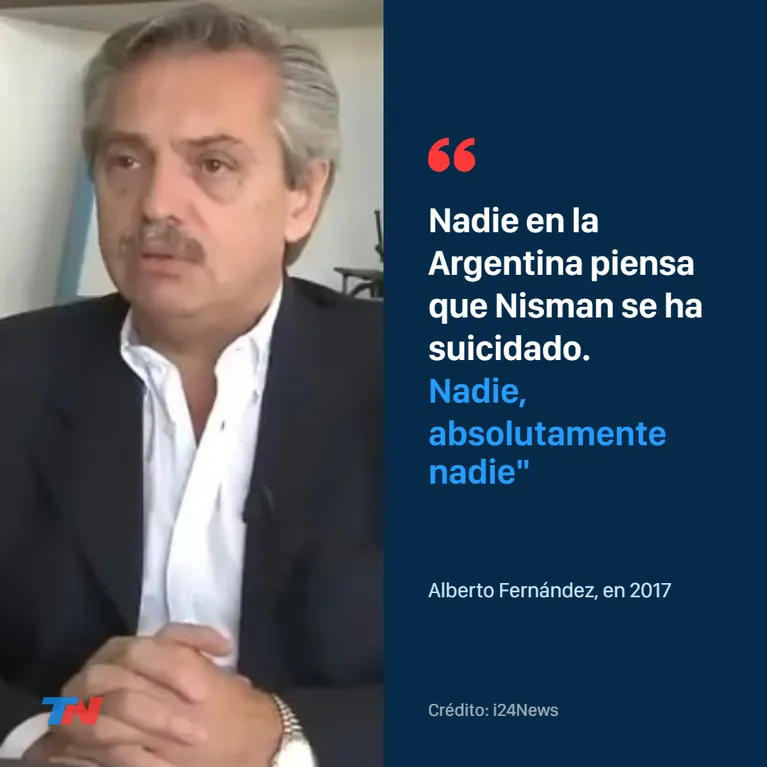 “
Nadie en la
Argentina piensa
que Nisman se ha
suicidado.
Nadie,
absolutamente
nadie"
Alberto Fernández, en 2017
TN
Crédito: i24News